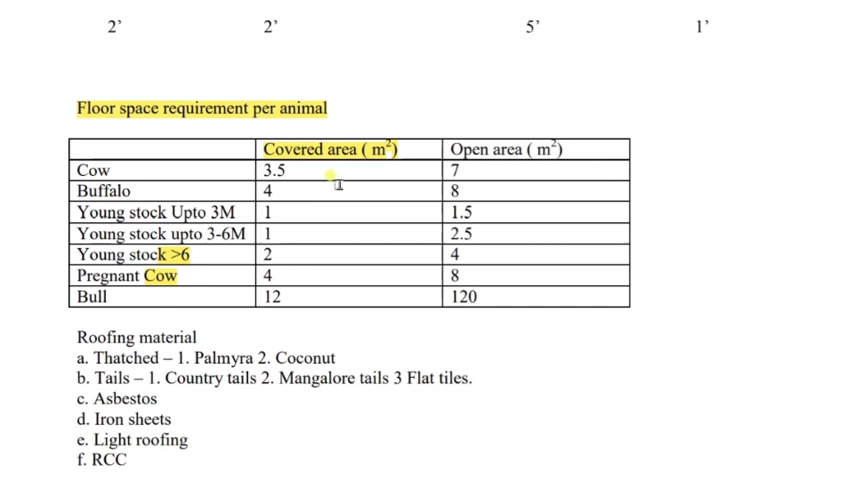 2’ 2’ 5’ 1’
Floor space requirement per animal
Covered area ( m²) Open area ( m²)
Cow 3.5 7
Buffalo 4 8
Young stock Upto 3M 1 1.5
Young stock upto 3-6M 1 2.5
Young stock >6 2 4
Pregnant Cow 4 8
Bull 12 120
Roofing material
a. Thatched – 1. Palmyra 2. Coconut
b. Tails – 1. Country tails 2. Mangalore tails 3 Flat tiles.
c. Asbestos
d. Iron sheets
e. Light roofing
f. RCC